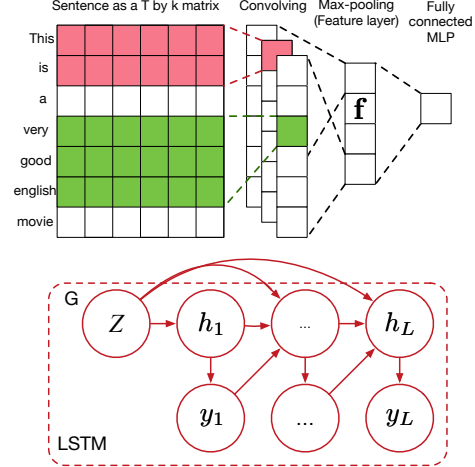 Sentence as a T by k matrix
Convolving
Max-pooling
(Feature layer)
Fully
connected
MLP
This
is
a
very
good
english
movie
f
G
Z
h1
...
hL
y1
...
yL
LSTM